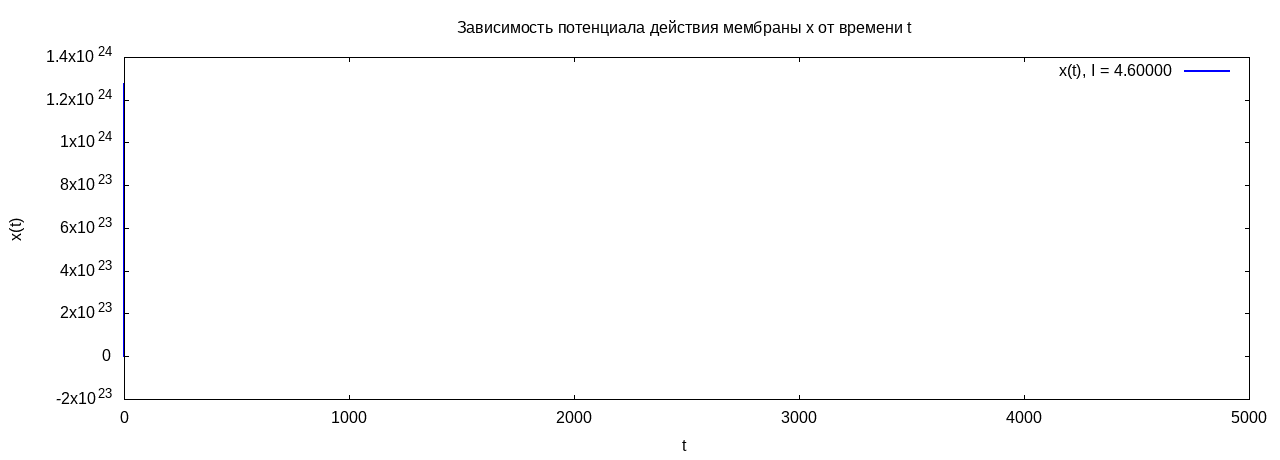 Зависимость потенциала действия мембраны x от времени t
x(t), I = 4.60000
1.4x10 24
1.2x10 24
1x10 24
8x10 23
6x10 23
4x10 23
2x10 23
0
-2x10 23
x(t)
0 1000 2000 3000 4000 5000
t